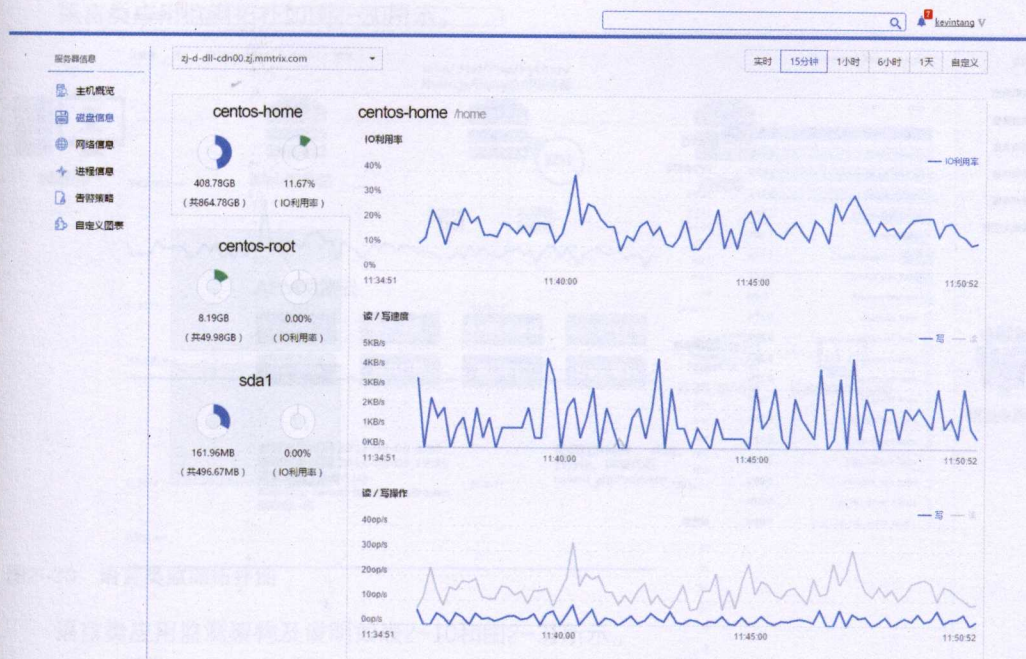 7
kevintang
服务器信息
zj-d-dll-cdn00.zj.mmtrix.com
实时 15分钟 1小时 6小时 1天 自定义
主机概览
磁盘信息
网络信息
进程信息
告警策略
自定义图表
centos-home
408.78GB 11.67%
(共864.78GB) (IO利用率)
centos-root
8.19GB 0.00%
(共49.98GB) (IO利用率)
sda1
161.96MB 0.00%
(共496.67MB) (IO利用率)
centos-home /home
IO利用率
IO利用率
40%
30%
20%
10%
0%
11:34:51 11:40:00 11:45:00 11:50:52
读/写速度
写 读
5KB/s
4KB/s
3KB/s
2KB/s
1KB/s
0KB/s
11:34:51 11:40:00 11:45:00 11:50:52
读/写操作
写 读
40op/s
30op/s
20op/s
10op/s
0op/s
11:34:51 11:40:00 11:45:00 11:50:52